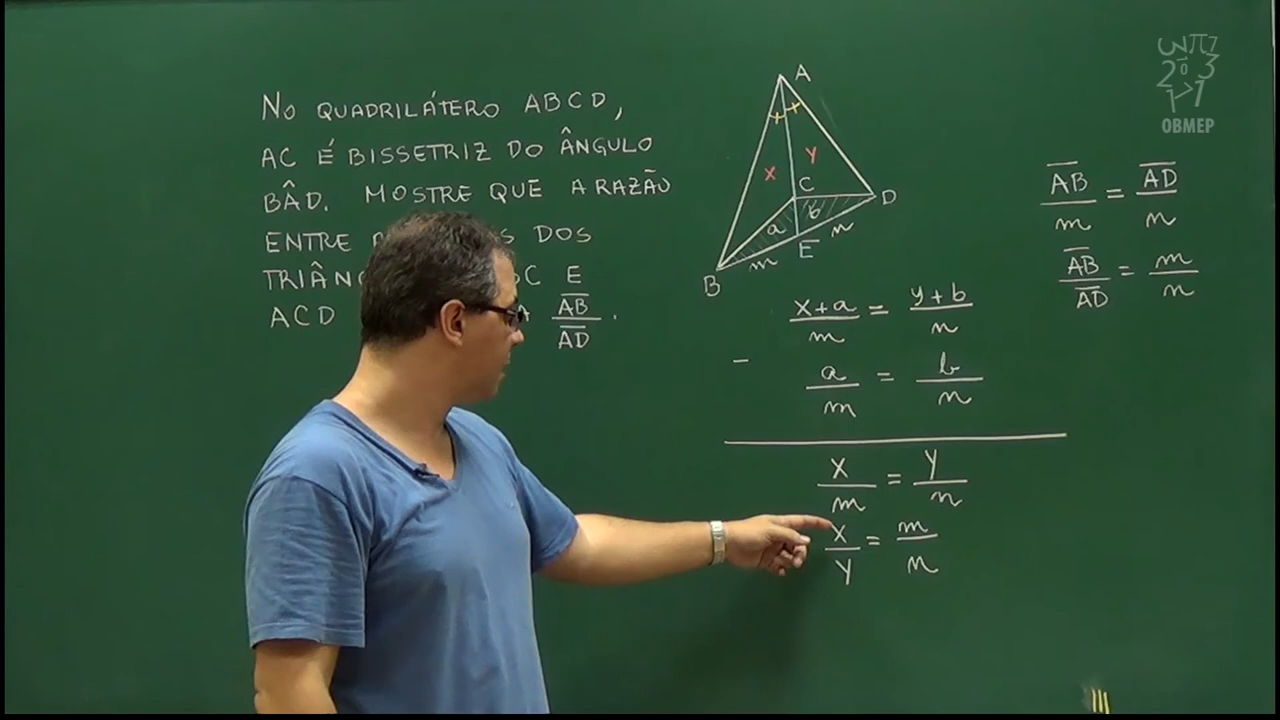 NO QUADRILÁTERO ABCD,
AC É BISSETRIZ DO ÂNGULO
BÂD. MOSTRE QUE A RAZÃO
ENTRE DOS
TRIÂN E
ACD AB/AD.
A
X Y
C
D
a b
E
m n
B
x+a/m = y+b/n
− a/m = b/n
X/m = Y/n
X/Y = m/n
AB/m = AD/n
AB/AD = m/n
OBMEP